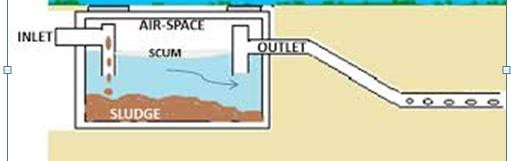 AIR-SPACE
INLET
SCUM
OUTLET
SLUDGE